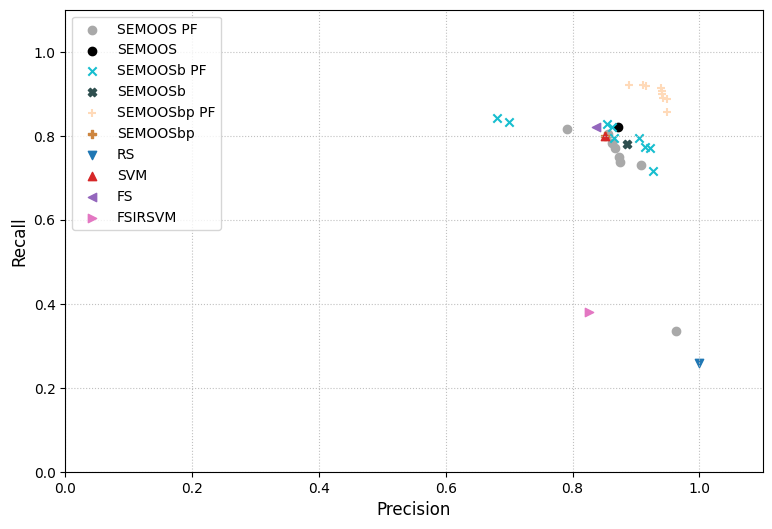 SEMOOS PF
SEMOOS
SEMOOSb PF
SEMOOSb
SEMOOSbp PF
SEMOOSbp
RS
SVM
FS
FSIRSVM
1.0
0.8
0.6
0.4
0.2
0.0
Recall
0.0 0.2 0.4 0.6 0.8 1.0
Precision